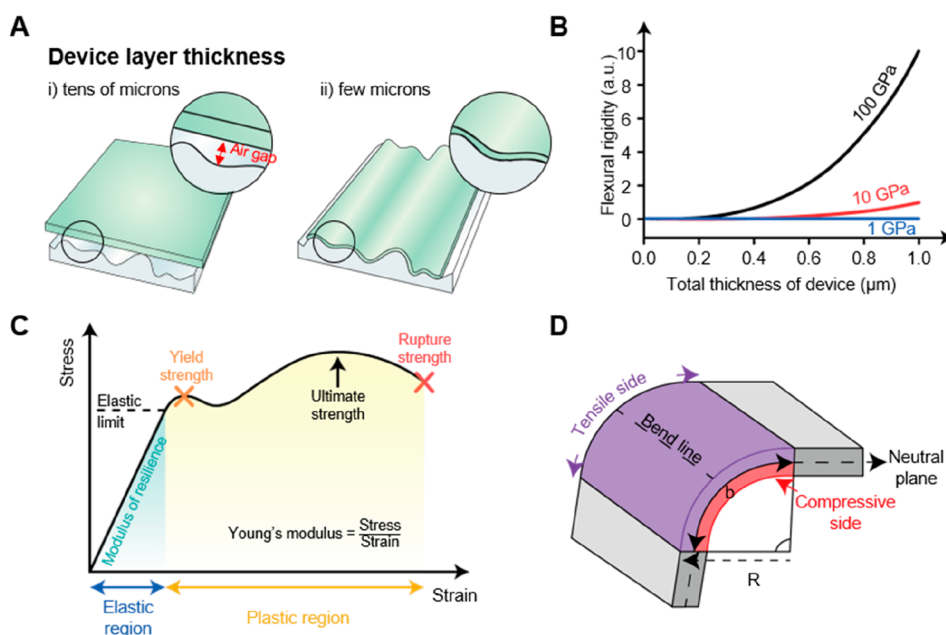 A
Device layer thickness
i) tens of microns
ii) few microns
Air gap
B
Flexural rigidity (a.u.)
10
8
6
4
2
0
100 GPa
10 GPa
1 GPa
0.0 0.2 0.4 0.6 0.8 1.0
Total thickness of device (μm)
C
Stress
Elastic
limit
Yield
strength
Ultimate
strength
Rupture
strength
Modulus of resilience
Young's modulus = Stress
Strain
Strain
Elastic
region
Plastic region
D
Tensile side
Bend line
b
Neutral
plane
Compressive
side
R